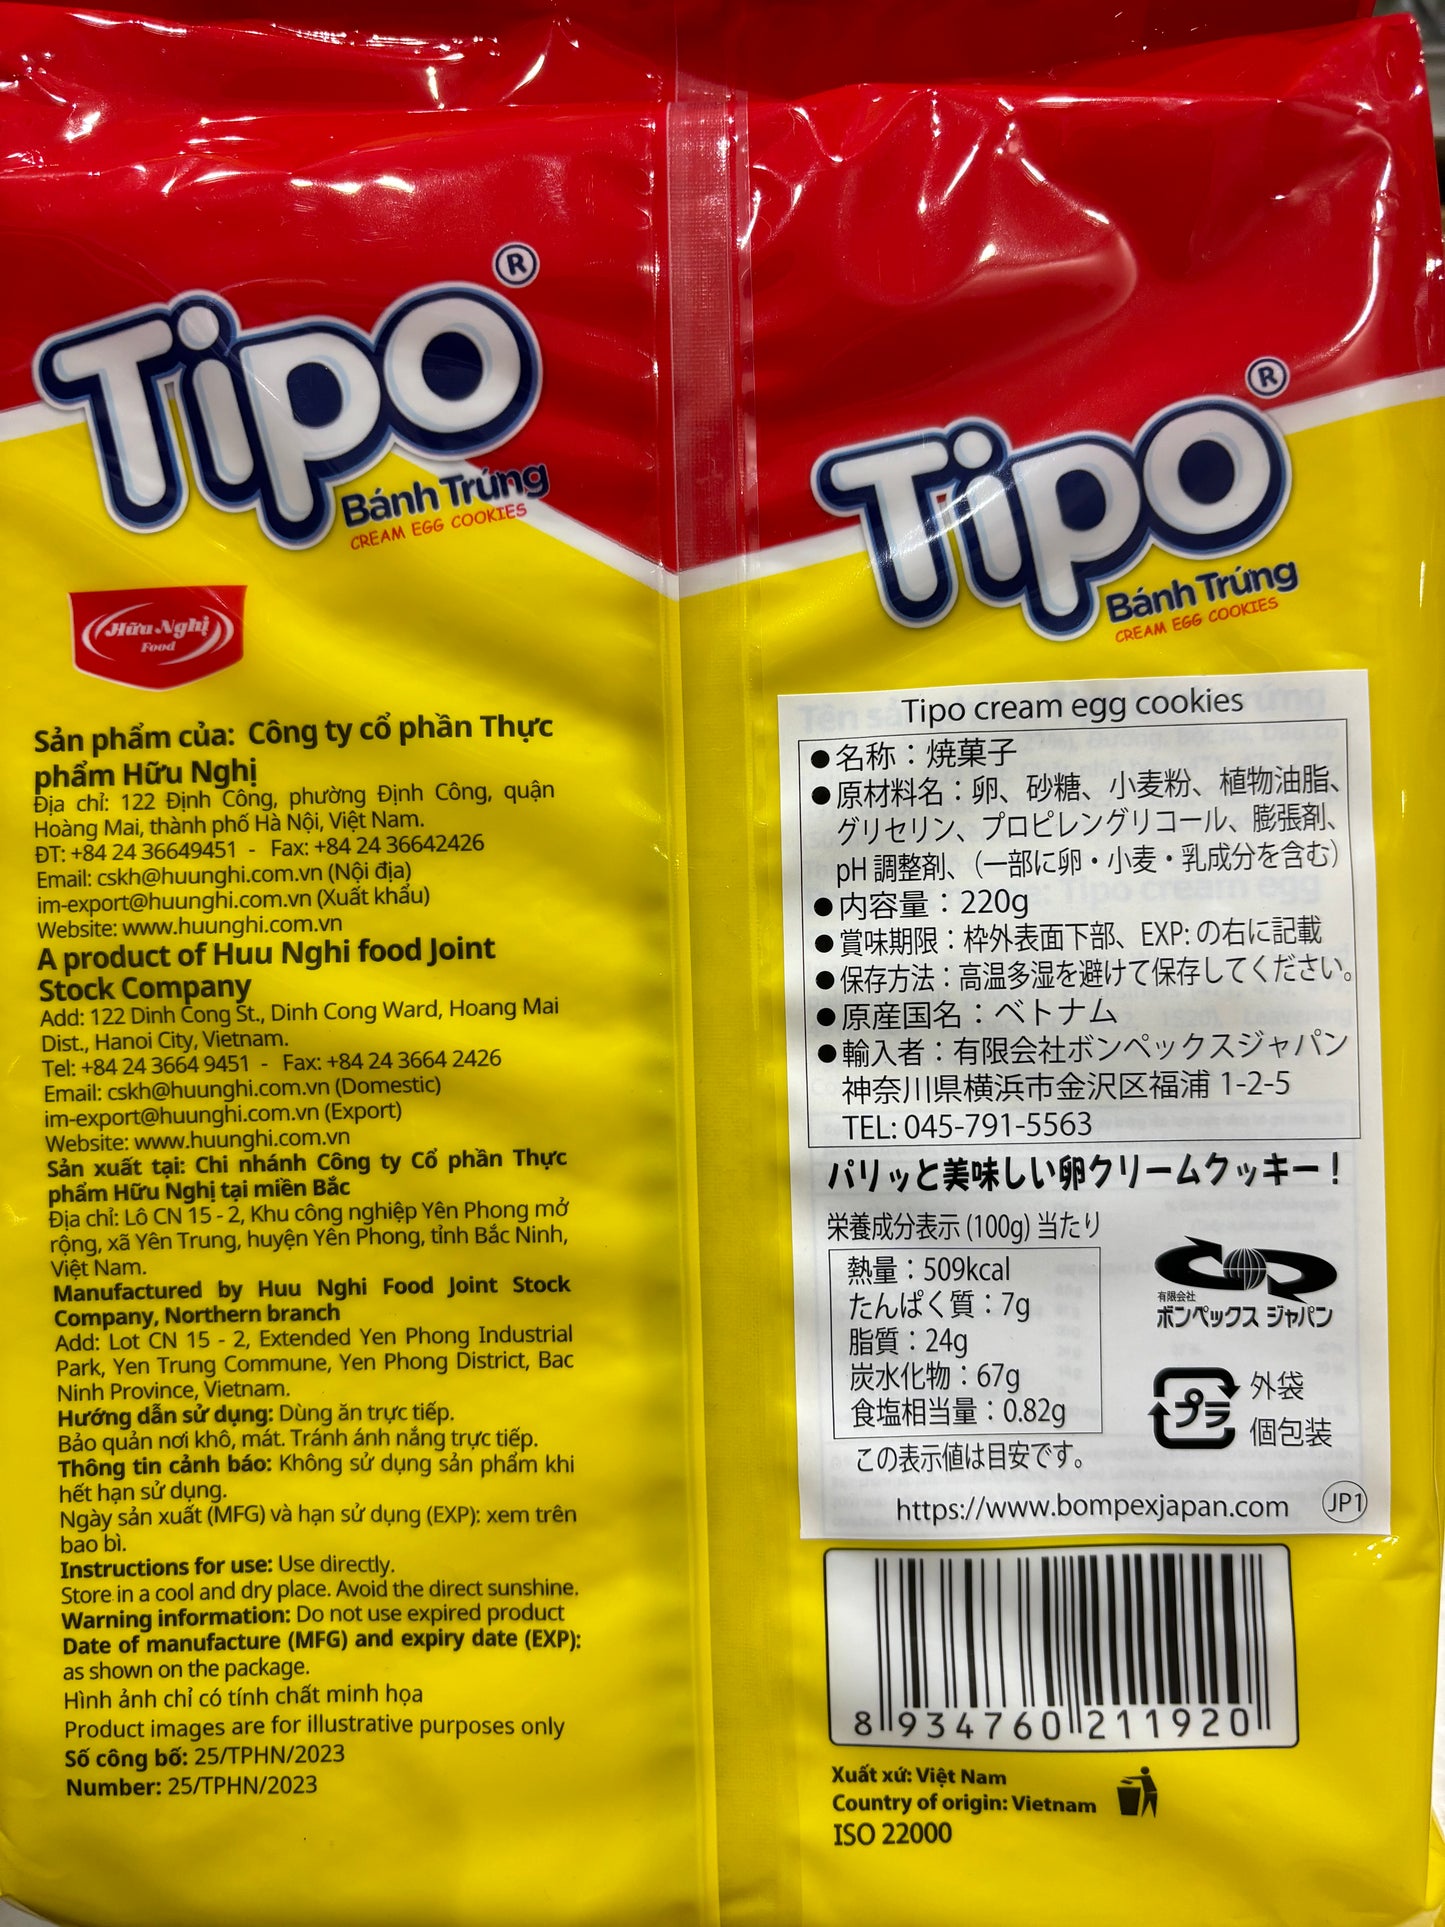 Tipo®
Bánh Trứng
CREAM EGG COOKIES
Hữu Nghị
Food
Sản phẩm của: Công ty cổ phần Thực
phẩm Hữu Nghị
Địa chỉ: 122 Định Công, phường Định Công, quận
Hoàng Mai, thành phố Hà Nội, Việt Nam.
ĐT: +84 24 36649451 - Fax: +84 24 36642426
Email: cskh@huunghi.com.vn (Nội địa)
im-export@huunghi.com.vn (Xuất khẩu)
Website: www.huunghi.com.vn
A product of Huu Nghi food Joint
Stock Company
Add: 122 Dinh Cong St., Dinh Cong Ward, Hoang Mai
Dist., Hanoi City, Vietnam.
Tel: +84 24 3664 9451 - Fax: +84 24 3664 2426
Email: cskh@huunghi.com.vn (Domestic)
im-export@huunghi.com.vn (Export)
Website: www.huunghi.com.vn
Sản xuất tại: Chi nhánh Công ty Cổ phần Thực
phẩm Hữu Nghị tại miền Bắc
Địa chỉ: Lô CN 15 - 2, Khu công nghiệp Yên Phong mở
rộng, xã Yên Trung, huyện Yên Phong, tỉnh Bắc Ninh,
Việt Nam.
Manufactured by Huu Nghi Food Joint Stock
Company, Northern branch
Add: Lot CN 15 - 2, Extended Yen Phong Industrial
Park, Yen Trung Commune, Yen Phong District, Bac
Ninh Province, Vietnam.
Hướng dẫn sử dụng: Dùng ăn trực tiếp.
Bảo quản nơi khô, mát. Tránh ánh nắng trực tiếp.
Thông tin cảnh báo: Không sử dụng sản phẩm khi
hết hạn sử dụng.
Ngày sản xuất (MFG) và hạn sử dụng (EXP): xem trên
bao bì.
Instructions for use: Use directly.
Store in a cool and dry place. Avoid the direct sunshine.
Warning information: Do not use expired product
Date of manufacture (MFG) and expiry date (EXP):
as shown on the package.
Hình ảnh chỉ có tính chất minh họa
Product images are for illustrative purposes only
Số công bố: 25/TPHN/2023
Number: 25/TPHN/2023
Tipo®
Bánh Trứng
CREAM EGG COOKIES
Tipo cream egg cookies
●名称：焼菓子
●原材料名：卵、砂糖、小麦粉、植物油脂、
グリセリン、プロピレングリコール、膨張剤、
pH調整剤、（一部に卵・小麦・乳成分を含む）
●内容量：220g
●賞味期限：枠外表面下部、EXP: の右に記載
●保存方法：高温多湿を避けて保存してください。
●原産国名：ベトナム
●輸入者：有限会社ボンペックスジャパン
神奈川県横浜市金沢区福浦 1-2-5
TEL: 045-791-5563
パリッと美味しい卵クリームクッキー！
栄養成分表示 (100g) 当たり
熱量：509kcal
たんぱく質：7g
脂質：24g
炭水化物：67g
食塩相当量：0.82g
この表示値は目安です。
有限会社
ボンペックス ジャパン
プラ
外袋
個包装
https://www.bompexjapan.com
JP1
8 934760 211920
Xuất xứ: Việt Nam
Country of origin: Vietnam
ISO 22000